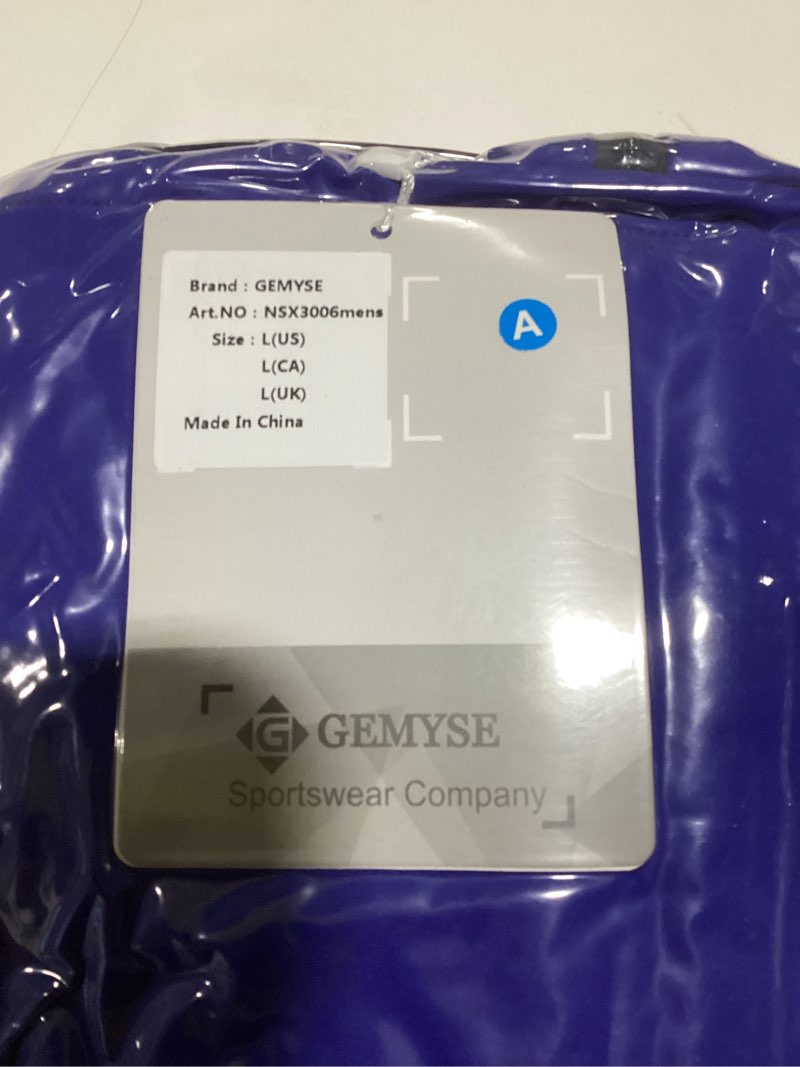 Brand : GEMYSE
Art.NO : NSX3006mens
Size : L(US)
L(CA)
L(UK)
Made In China
A
G GEMYSE
Sportswear Company